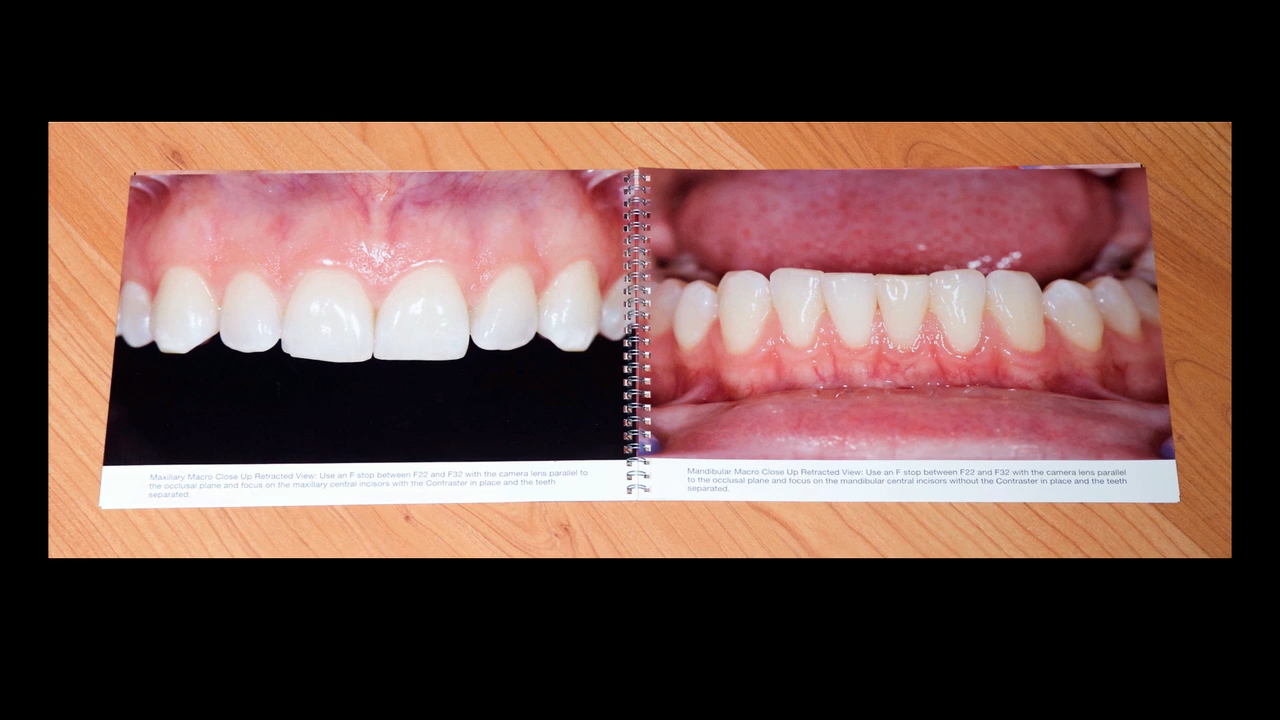 Maxillary Macro Close Up Retracted View: Use an F stop between F22 and F32 with the camera lens parallel to
the occlusal plane and focus on the maxillary central incisors with the Contraster in place and the teeth
separated.
Mandibular Macro Close Up Retracted View: Use an F stop between F22 and F32 with the camera lens parallel
to the occlusal plane and focus on the mandibular central incisors without the Contraster in place and the teeth
separated.